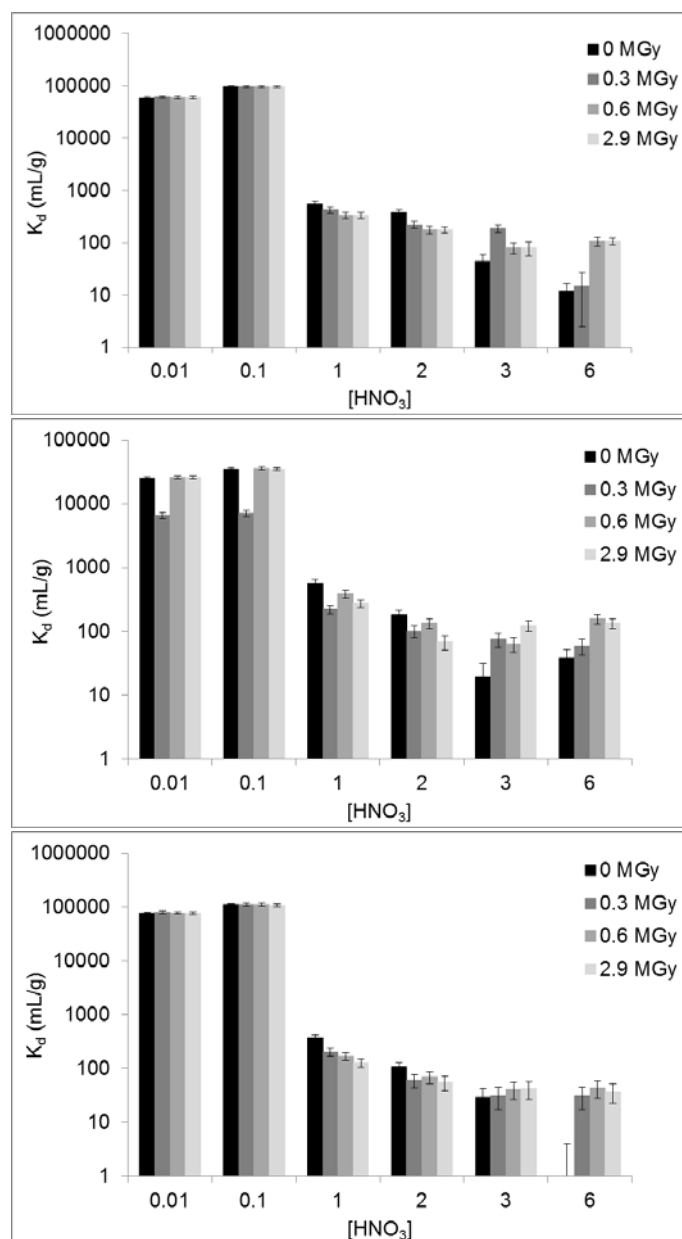 1000000
100000
10000
1000
100
10
1
K_d (mL/g)
0 MGy
0.3 MGy
0.6 MGy
2.9 MGy
0.01 0.1 1 2 3 6
[HNO₃]
100000
10000
1000
100
10
1
K_d (mL/g)
0 MGy
0.3 MGy
0.6 MGy
2.9 MGy
0.01 0.1 1 2 3 6
[HNO₃]
1000000
100000
10000
1000
100
10
1
K_d (mL/g)
0 MGy
0.3 MGy
0.6 MGy
2.9 MGy
0.01 0.1 1 2 3 6
[HNO₃]